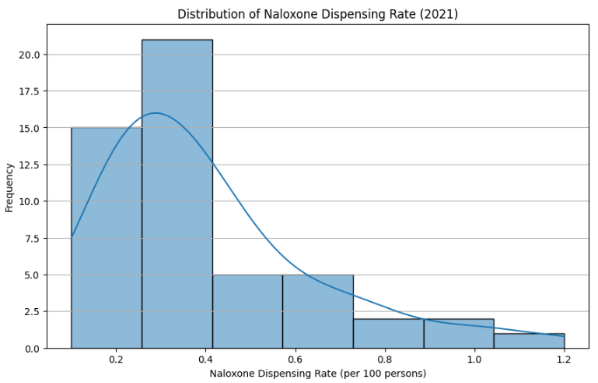 Distribution of Naloxone Dispensing Rate (2021)
20.0
17.5
15.0
12.5
10.0
7.5
5.0
2.5
0.0
Frequency
0.2 0.4 0.6 0.8 1.0 1.2
Naloxone Dispensing Rate (per 100 persons)